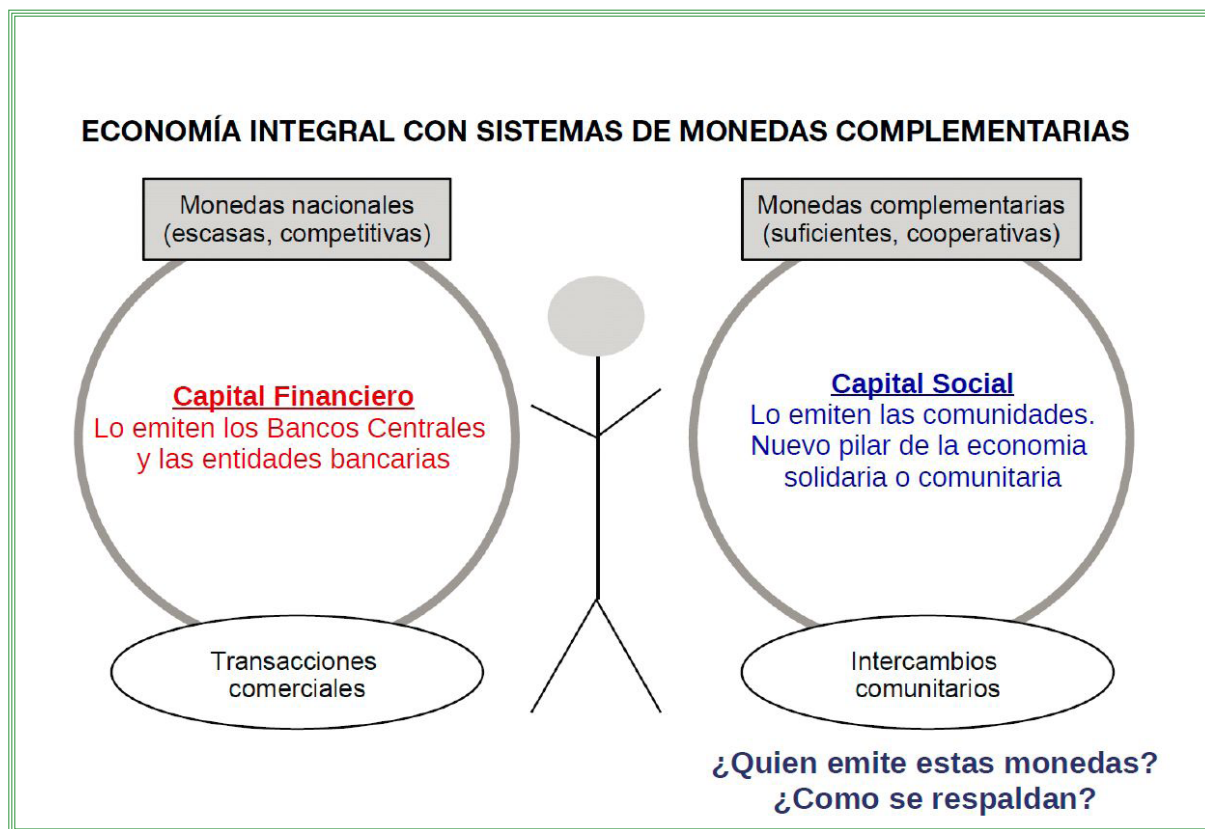 ECONOMÍA INTEGRAL CON SISTEMAS DE MONEDAS COMPLEMENTARIAS
Monedas nacionales
(escasas, competitivas)
Capital Financiero
Lo emiten los Bancos Centrales
y las entidades bancarias
Transacciones
comerciales
Monedas complementarias
(suficientes, cooperativas)
Capital Social
Lo emiten las comunidades.
Nuevo pilar de la economia
solidaria o comunitaria
Intercambios
comunitarios
¿Quien emite estas monedas?
¿Como se respaldan?